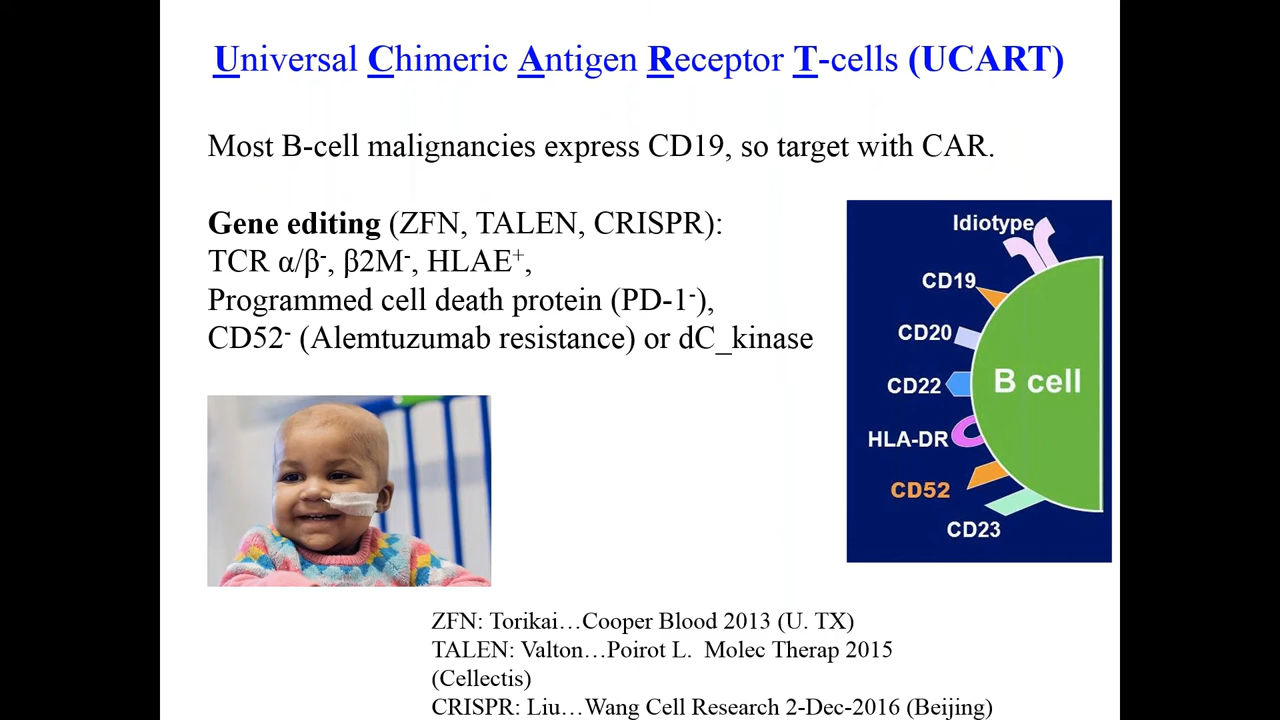 Universal Chimeric Antigen Receptor T-cells (UCART)
Most B-cell malignancies express CD19, so target with CAR.
Gene editing (ZFN, TALEN, CRISPR):
TCR α/β-, β2M-, HLAE+,
Programmed cell death protein (PD-1-),
CD52- (Alemtuzumab resistance) or dC_kinase
Idiotype
CD19
CD20
CD22
B cell
HLA-DR
CD52
CD23
ZFN: Torikai…Cooper Blood 2013 (U. TX)
TALEN: Valton…Poirot L. Molec Therap 2015
(Cellectis)
CRISPR: Liu…Wang Cell Research 2-Dec-2016 (Beijing)